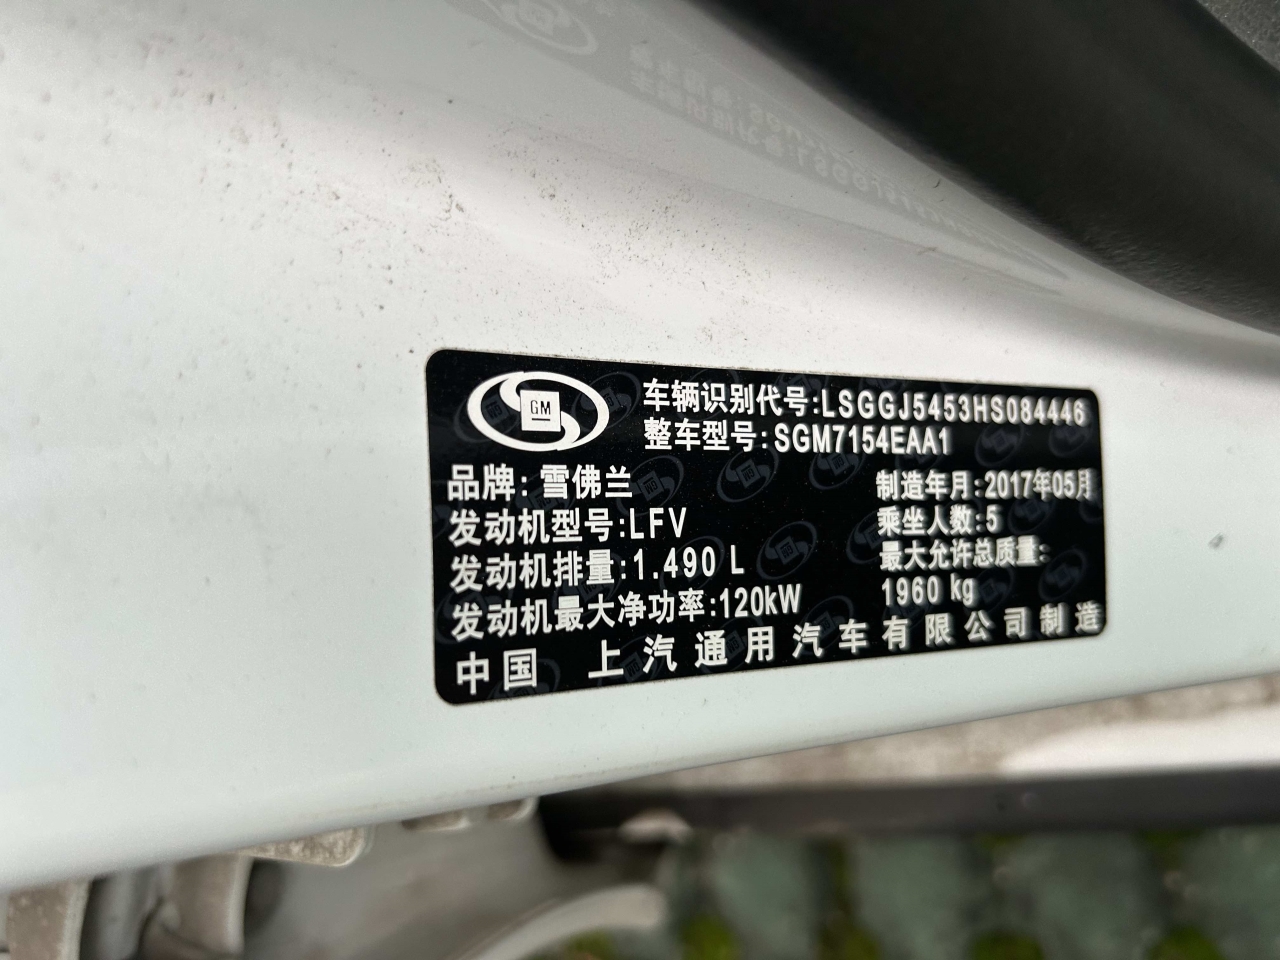 GM
车辆识别代号:LSGGJ5453HS084446
整车型号:SGM7154EAA1
品牌:雪佛兰
制造年月:2017年05月
发动机型号:LFV
乘坐人数:5
发动机排量:1.490 L
最大允许总质量:
1960 kg
发动机最大净功率:120kW
中国 上汽通用汽车有限公司制造